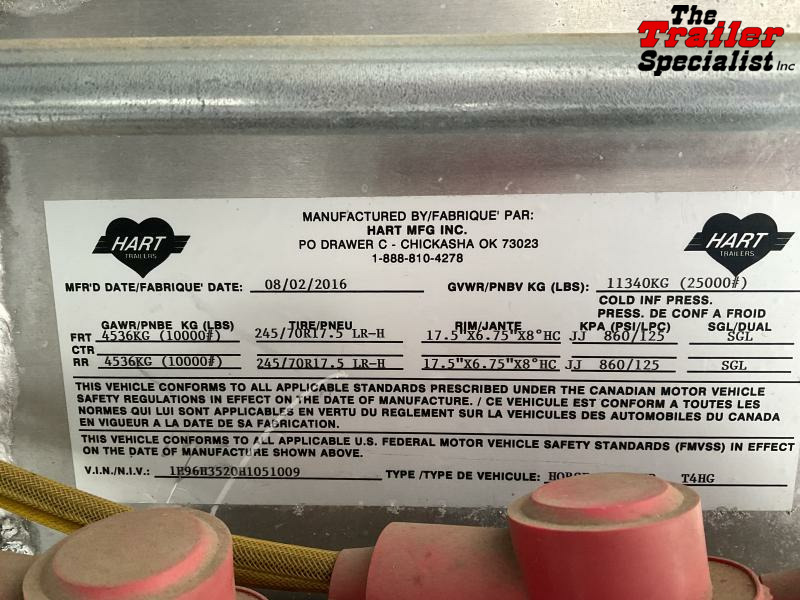 The
Trailer
Specialist Inc
HART
TRAILERS
MANUFACTURED BY/FABRIQUE' PAR:
HART MFG INC.
PO DRAWER C - CHICKASHA OK 73023
1-888-810-4278
HART
TRAILERS
MFR'D DATE/FABRIQUE' DATE: 08/02/2016 GVWR/PNBV KG (LBS): 11340KG (25000#)
COLD INF PRESS.
PRESS. DE CONF A FROID
GAWR/PNBE KG (LBS) TIRE/PNEU RIM/JANTE KPA (PSI/LPC) SGL/DUAL
FRT 4536KG (10000#) 245/70R17.5 LR-H 17.5"X6.75"X8°HC JJ 860/125 SGL
CTR
RR 4536KG (10000#) 245/70R17.5 LR-H 17.5"X6.75"X8°HC JJ 860/125 SGL
THIS VEHICLE CONFORMS TO ALL APPLICABLE STANDARDS PRESCRIBED UNDER THE CANADIAN MOTOR VEHICLE
SAFETY REGULATIONS IN EFFECT ON THE DATE OF MANUFACTURE. / CE VEHICULE EST CONFORM A TOUTES LES
NORMES QUI LUI SONT APPLICABLES EN VERTU DU REGLEMENT SUR LA VEHICULES DES AUTOMOBILES DU CANADA
EN VIGUEUR A LA DATE DE SA FABRICATION.
THIS VEHICLE CONFORMS TO ALL APPLICABLE U.S. FEDERAL MOTOR VEHICLE SAFETY STANDARDS (FMVSS) IN EFFECT
ON THE DATE OF MANUFACTURE SHOWN ABOVE.
V.I.N./N.I.V.: 1P96H3520H1051009 TYPE /TYPE DE VEHICULE: T4HG